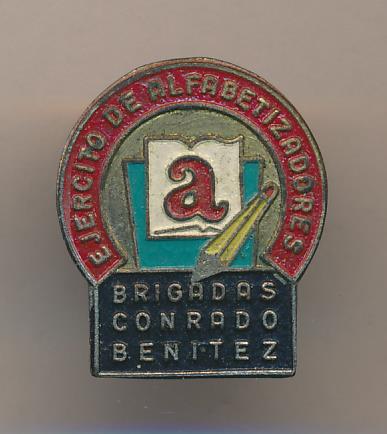 EJERCITO DE ALFABETIZADORES
a
BRIGADAS
CONRADO
BENITEZ